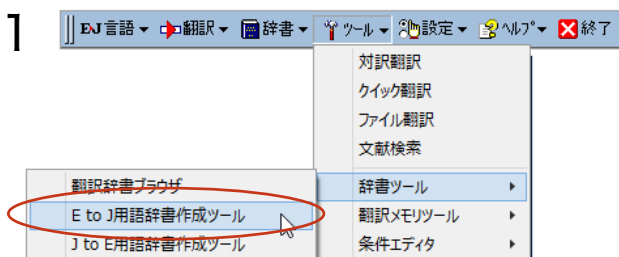 1
EゆJ 言語 ▼ 翻訳 ▼ 辞書 ▼ ツール ▼ 設定 ▼ ヘルプ ▼ 終了
対訳翻訳
クイック翻訳
ファイル翻訳
文献検索
翻訳辞書ブラウザ 辞書ツール
E to J用語辞書作成ツール 翻訳メモリツール
J to E用語辞書作成ツール 条件エディタ